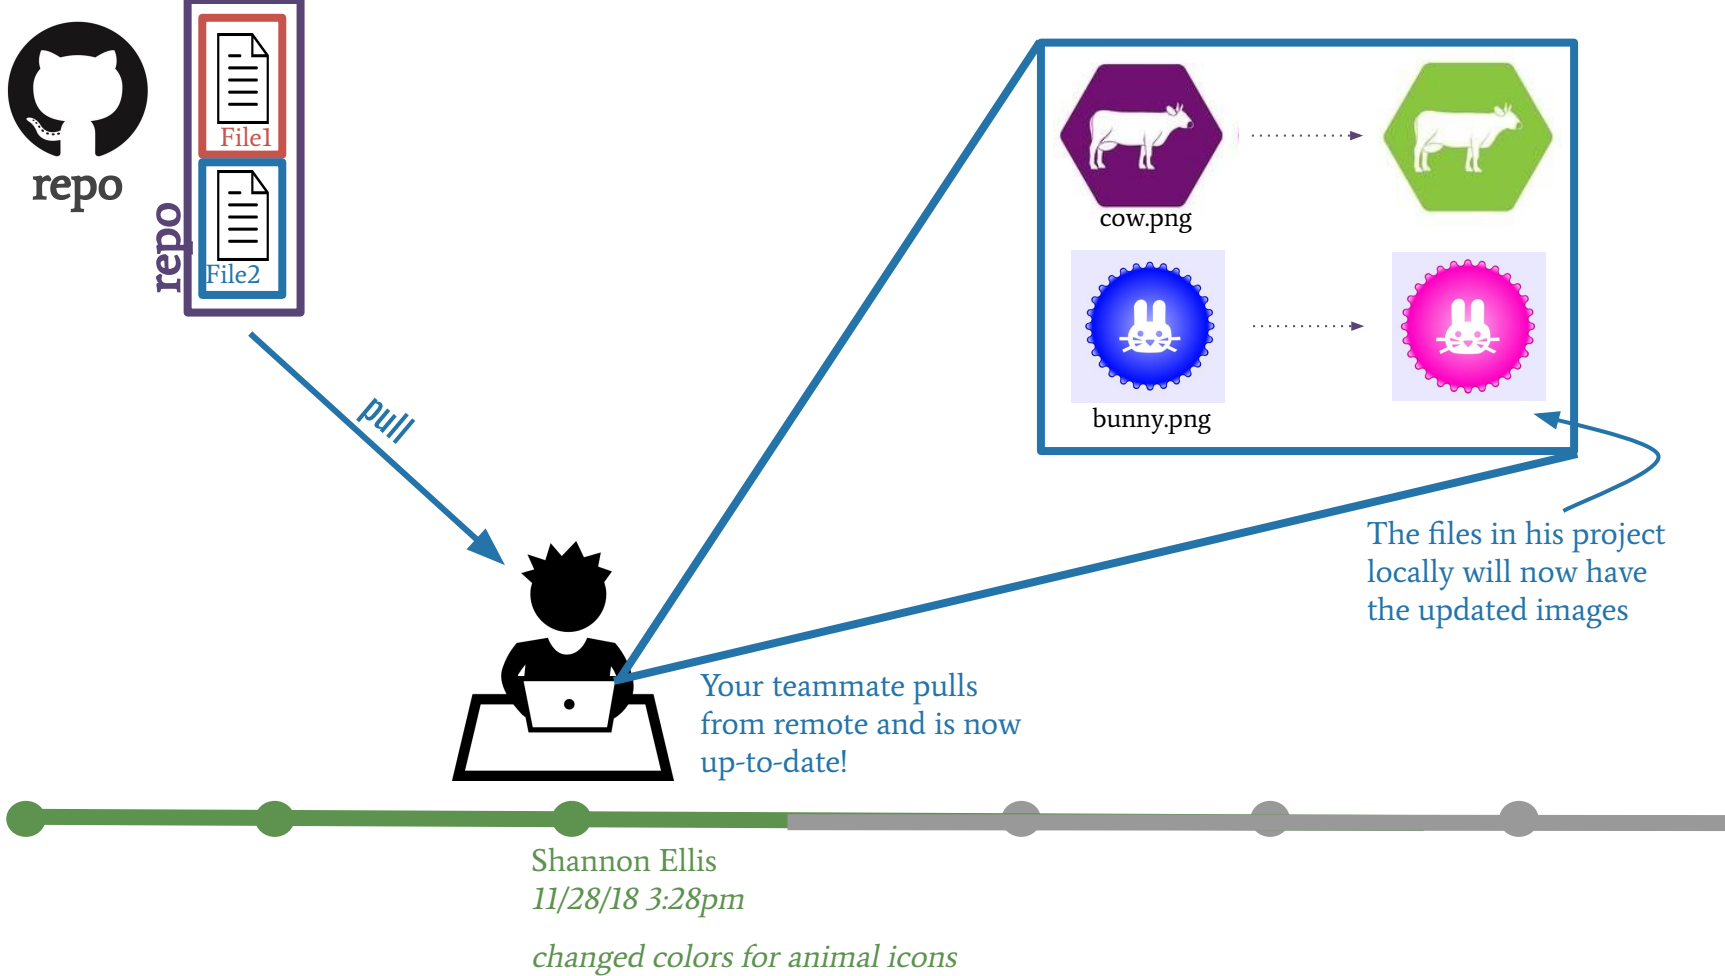 repo
repo
File1
File2
pull
cow.png
bunny.png
The files in his project
locally will now have
the updated images
Your teammate pulls
from remote and is now
up-to-date!
Shannon Ellis
11/28/18 3:28pm
changed colors for animal icons